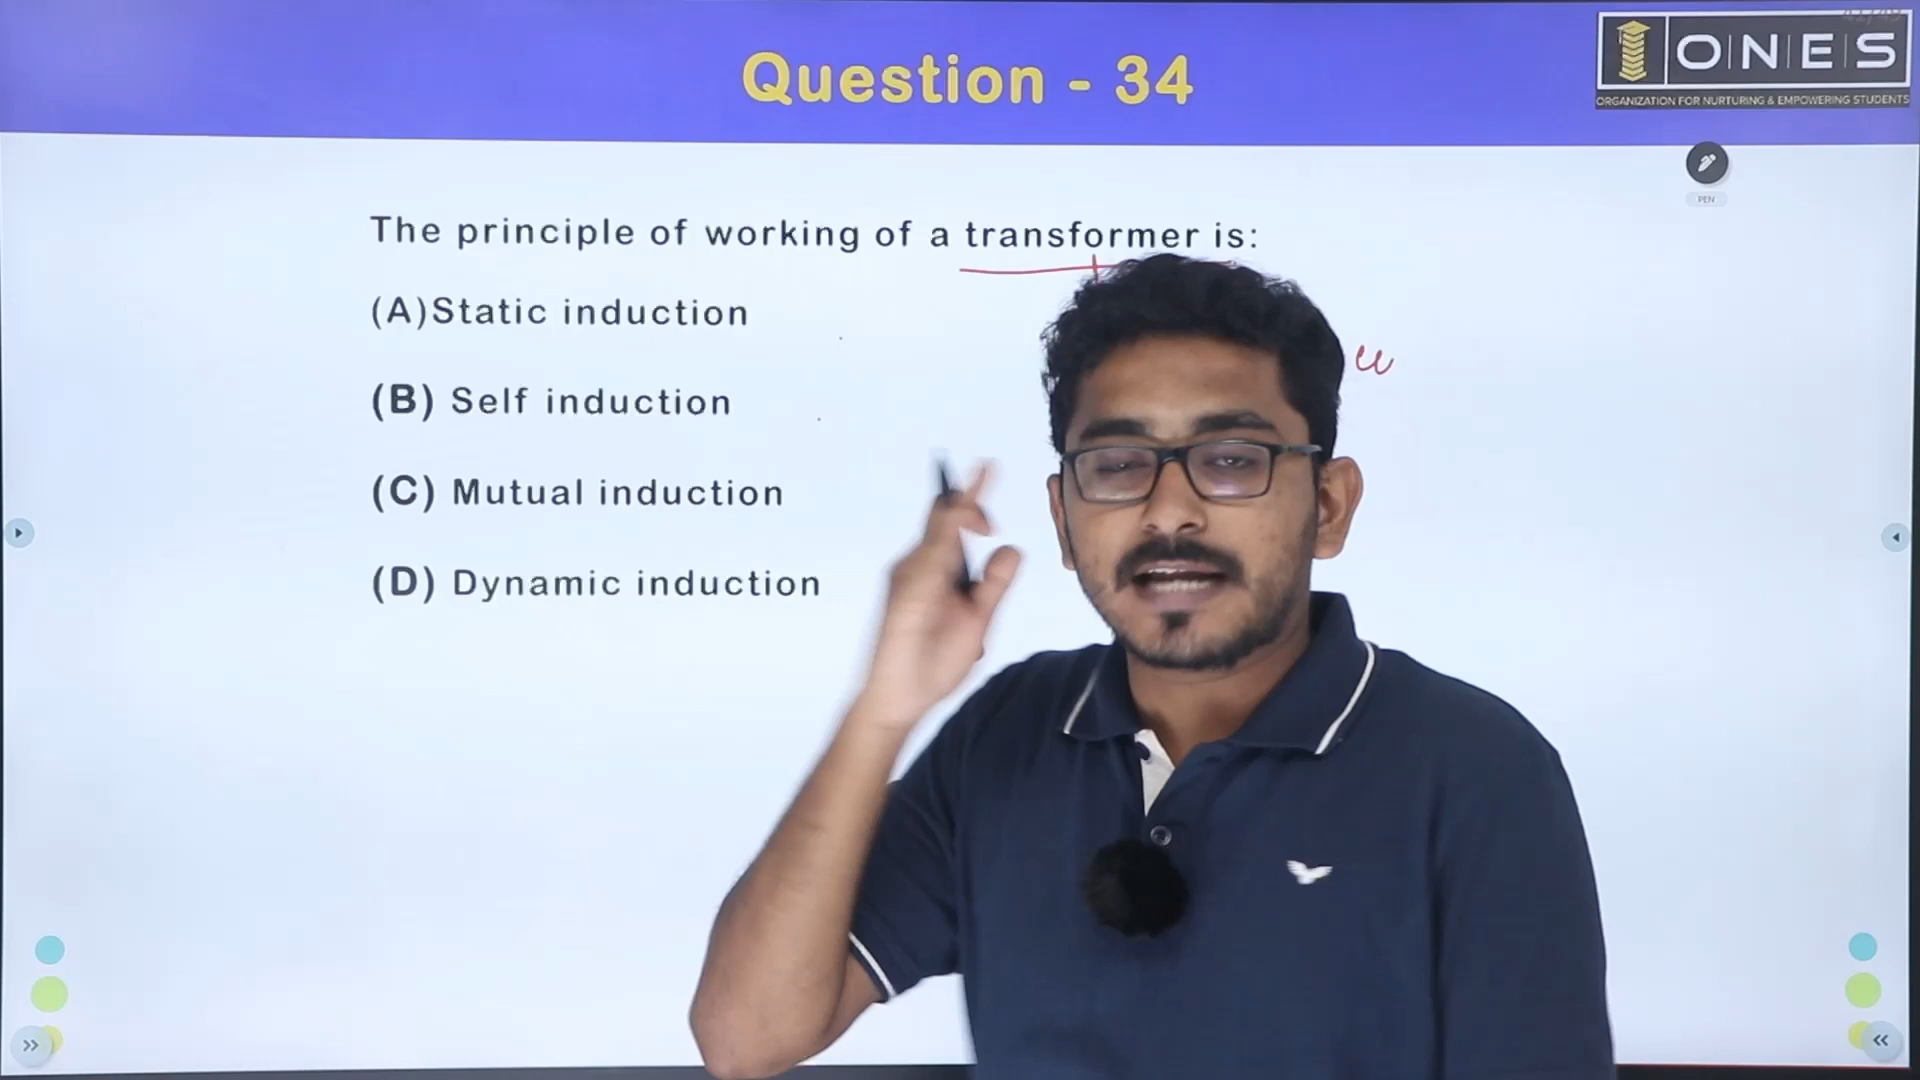 Question - 34
ONES
ORGANIZATION FOR NURTURING & EMPOWERING STUDENTS
PEN
The principle of working of a transformer is:
(A)Static induction
(B) Self induction
(C) Mutual induction
(D) Dynamic induction